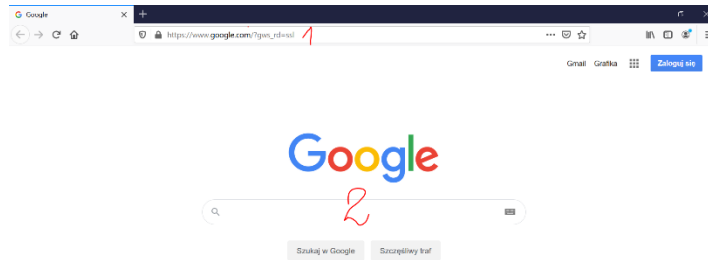 Google
https://www.google.com/?gws_rd=ssl 1
Gmail Grafika Zaloguj się
Google
2
Szukaj w Google Szczęśliwy traf